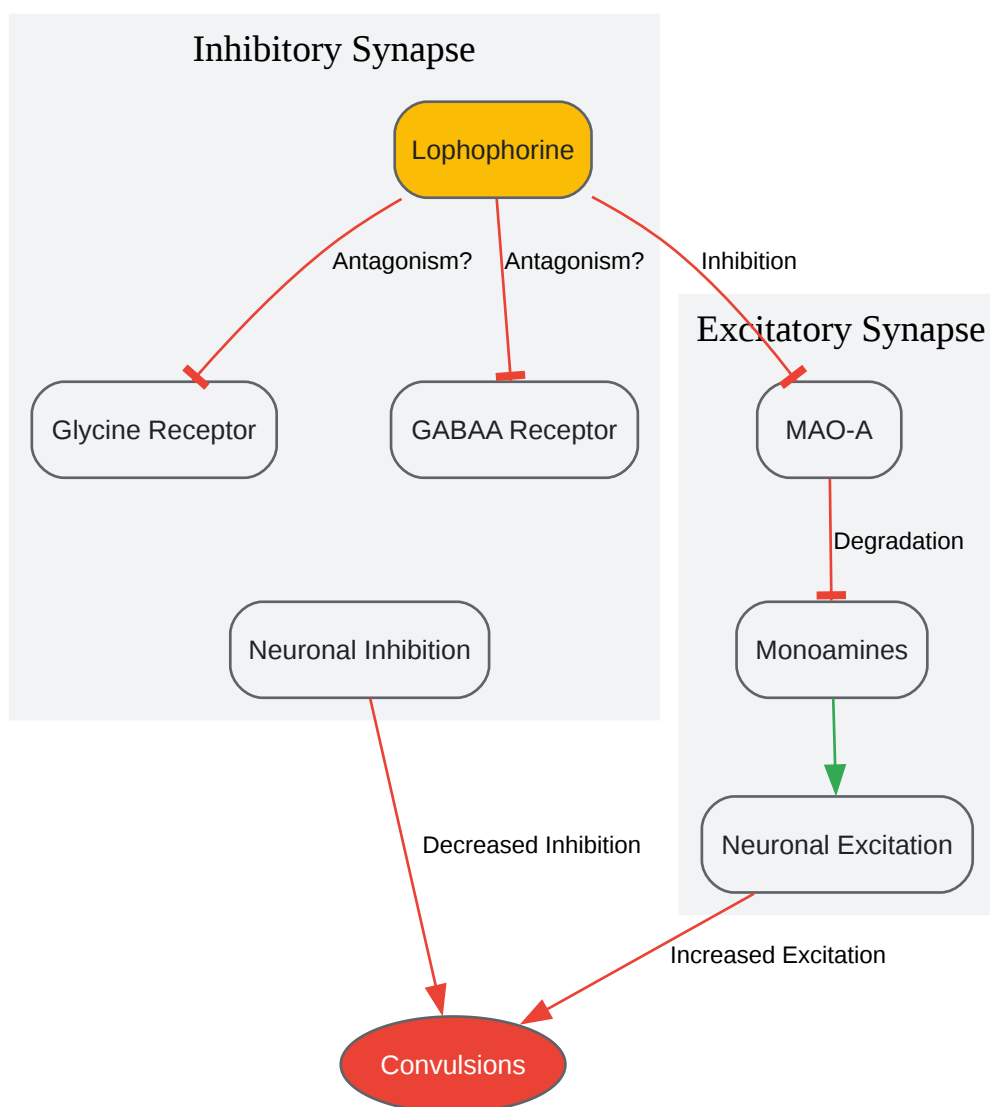 Inhibitory Synapse
Lophophorine
Antagonism?
Antagonism?
Inhibition
Excitatory Synapse
Glycine Receptor
GABAA Receptor
MAO-A
Degradation
Neuronal Inhibition
Monoamines
Decreased Inhibition
Neuronal Excitation
Increased Excitation
Convulsions